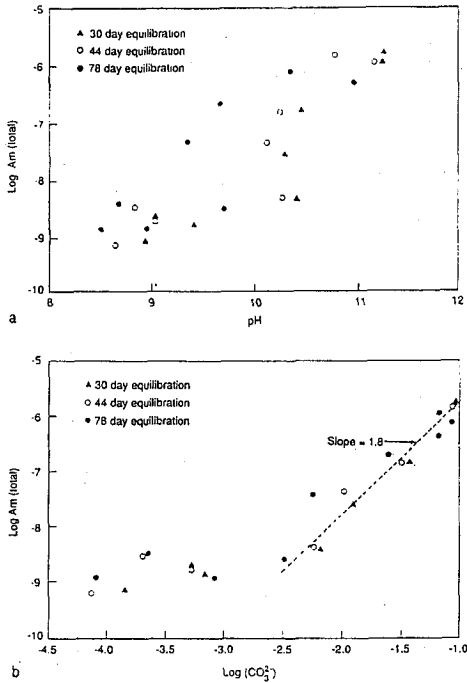 -5
▲ 30 day equilibration
○ 44 day equilibration
● 78 day equilibration
-6
-7
-8
-9
-10
Log Am (total)
8 9 10 11 12
a pH
-5
▲ 30 day equilibration
○ 44 day equilibration
● 78 day equilibration
-6
Slope = 1.8
-7
-8
-9
-10
Log Am (total)
-4.5 -4.0 -3.5 -3.0 -2.5 -2.0 -1.5 -1.0
b Log (CO₃²⁻)